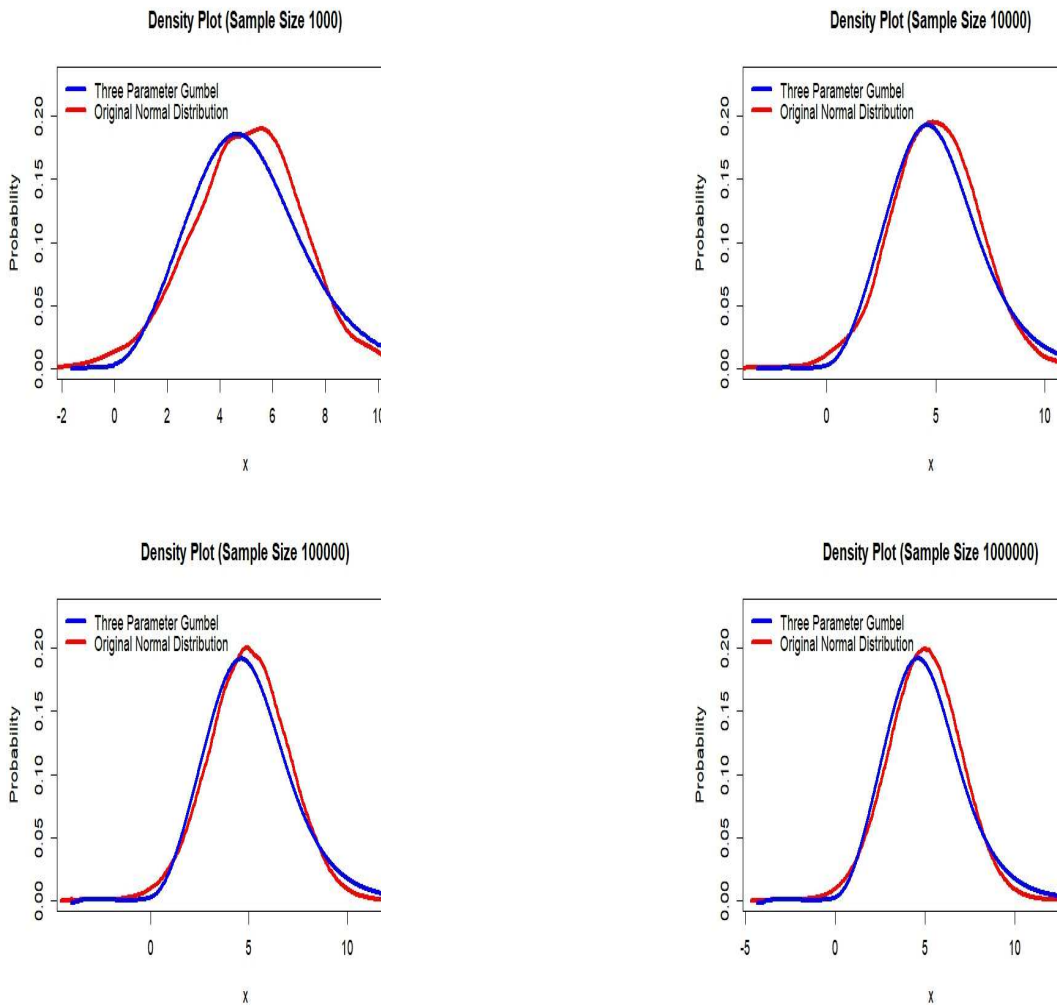 Density Plot (Sample Size 1000)
Three Parameter Gumbel
Original Normal Distribution
Probability
0.00 0.05 0.10 0.15 0.20
-2 0 2 4 6 8 10
x
Density Plot (Sample Size 10000)
Three Parameter Gumbel
Original Normal Distribution
Probability
0.00 0.05 0.10 0.15 0.20
0 5 10
x
Density Plot (Sample Size 100000)
Three Parameter Gumbel
Original Normal Distribution
Probability
0.00 0.05 0.10 0.15 0.20
0 5 10
x
Density Plot (Sample Size 1000000)
Three Parameter Gumbel
Original Normal Distribution
Probability
0.00 0.05 0.10 0.15 0.20
-5 0 5 10
x